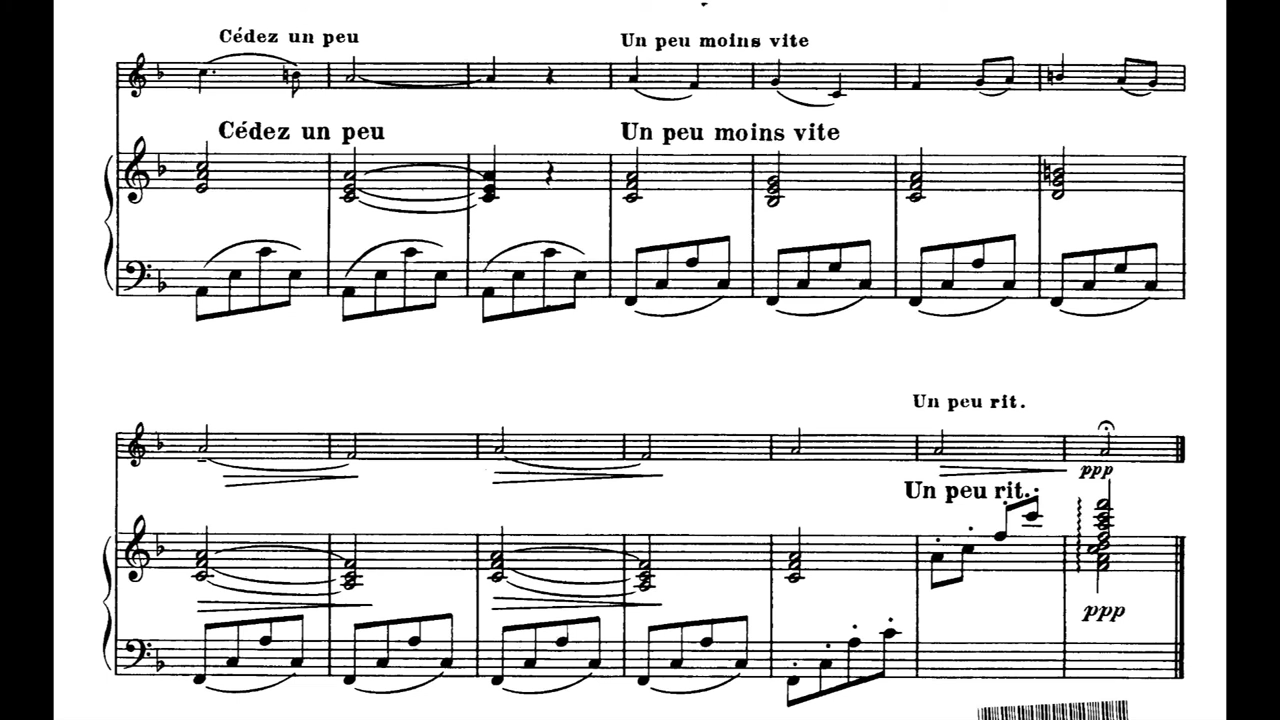 Cédez un peu
Un peu moins vite
Cédez un peu
Un peu moins vite
Un peu rit.
ppp
Un peu rit.
ppp